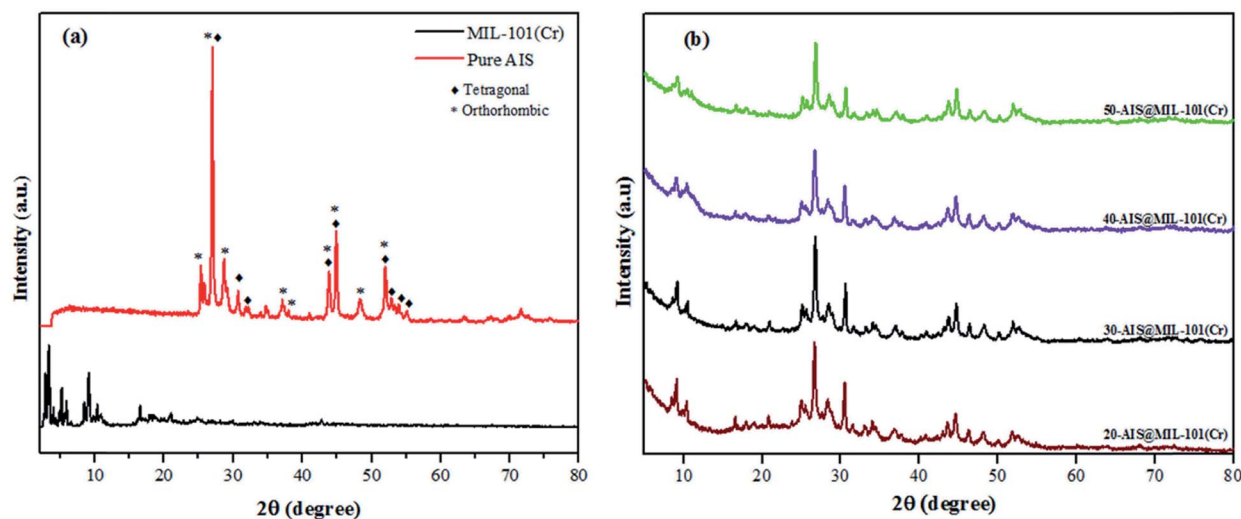 (a)
MIL-101(Cr)
Pure AIS
♦ Tetragonal
* Orthorhombic
Intensity (a.u.)
10 20 30 40 50 60 70 80
2θ (degree)
(b)
50-AIS@MIL-101(Cr)
40-AIS@MIL-101(Cr)
30-AIS@MIL-101(Cr)
20-AIS@MIL-101(Cr)
Intensity (a.u)
10 20 30 40 50 60 70 80
2θ (degree)